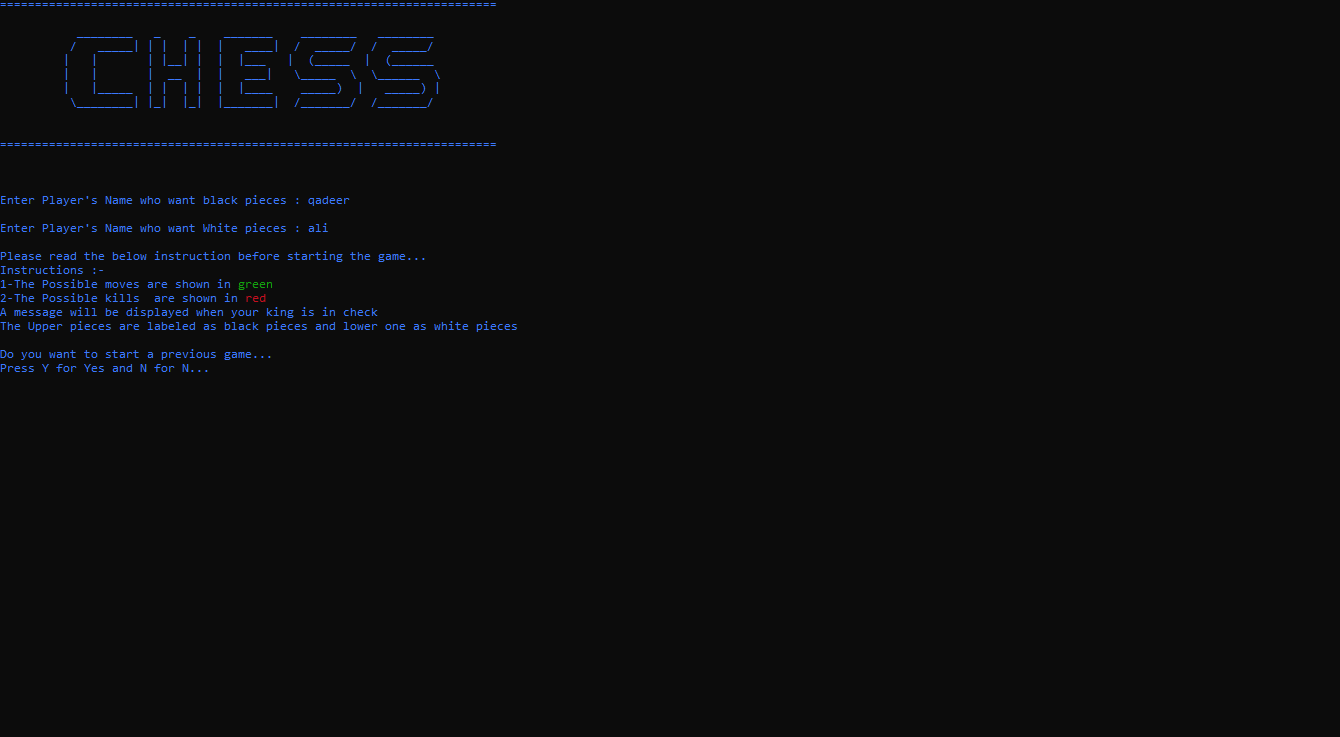 =======================================================================
CHESS
=======================================================================
Enter Player's Name who want black pieces : qadeer
Enter Player's Name who want White pieces : ali
Please read the below instruction before starting the game...
Instructions :-
1-The Possible moves are shown in green
2-The Possible kills  are shown in red
A message will be displayed when your king is in check
The Upper pieces are labeled as black pieces and lower one as white pieces
Do you want to start a previous game...
Press Y for Yes and N for N...